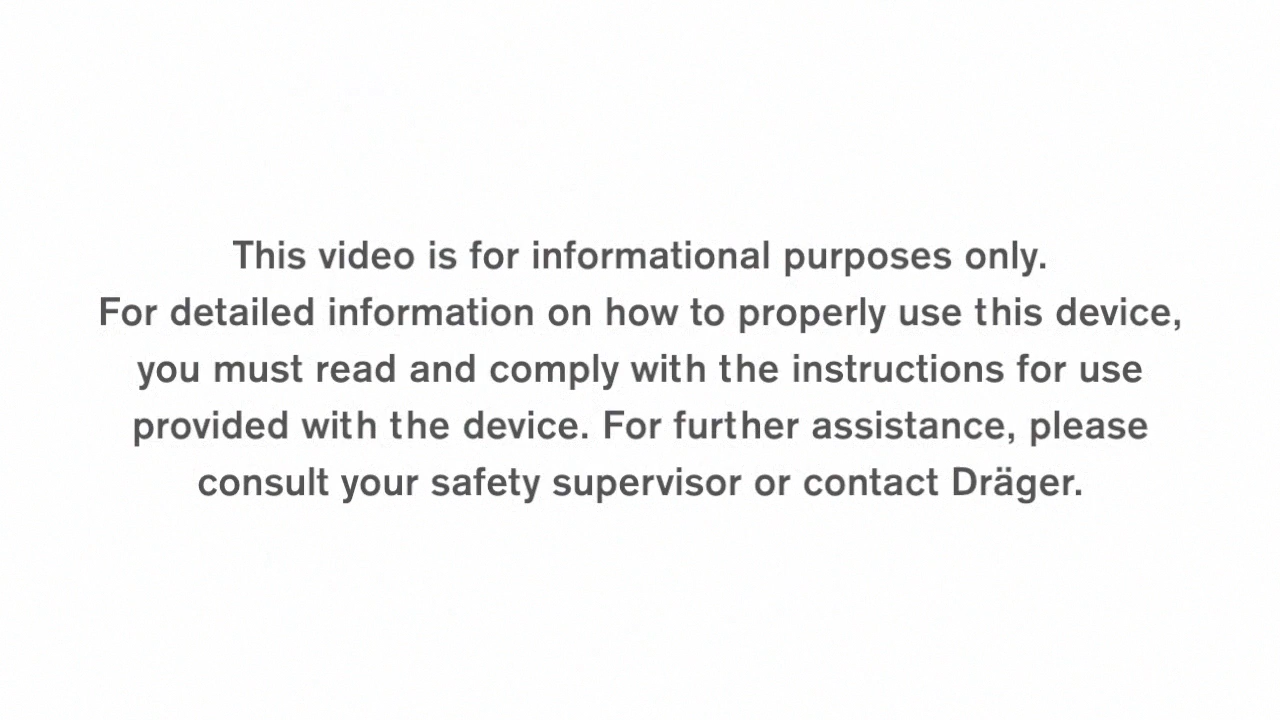 This video is for informational purposes only.
For detailed information on how to properly use this device,
you must read and comply with the instructions for use
provided with the device. For further assistance, please
consult your safety supervisor or contact Dräger.